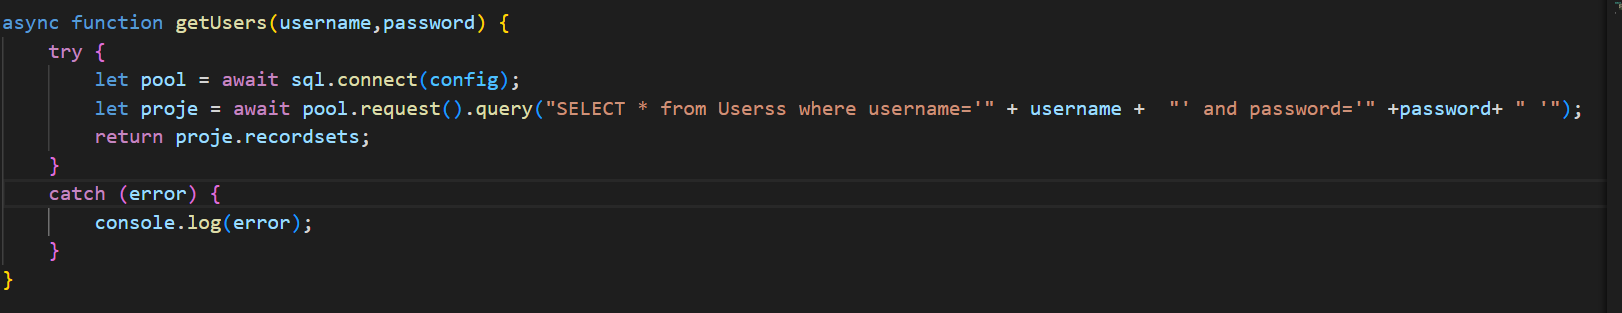 async function getUsers(username,password) {
    try {
        let pool = await sql.connect(config);
        let proje = await pool.request().query("SELECT * from Userss where username='" + username +  "' and password='" +password+ " '");
        return proje.recordsets;
    }
    catch (error) {
        console.log(error);
    }
}